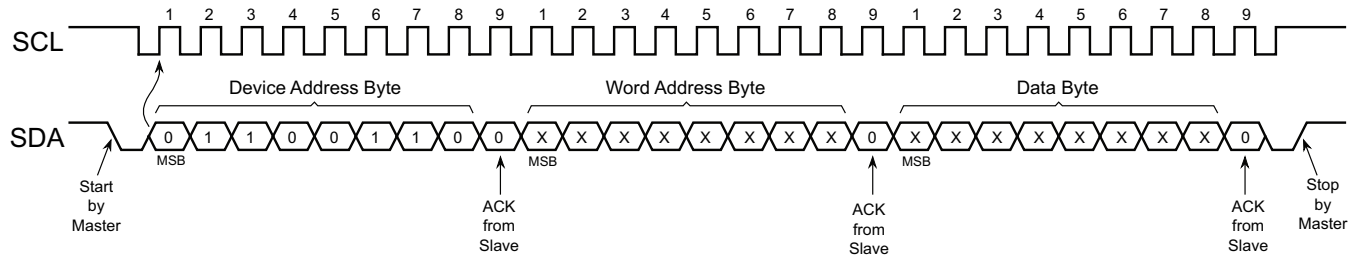 1 2 3 4 5 6 7 8 9 1 2 3 4 5 6 7 8 9 1 2 3 4 5 6 7 8 9
SCL
Device Address Byte Word Address Byte Data Byte
SDA 0 1 1 0 0 1 1 0 0 X X X X X X X X 0 X X X X X X X X 0
MSB MSB MSB
Start
by
Master
ACK
from
Slave
ACK
from
Slave
ACK
from
Slave
Stop
by
Master